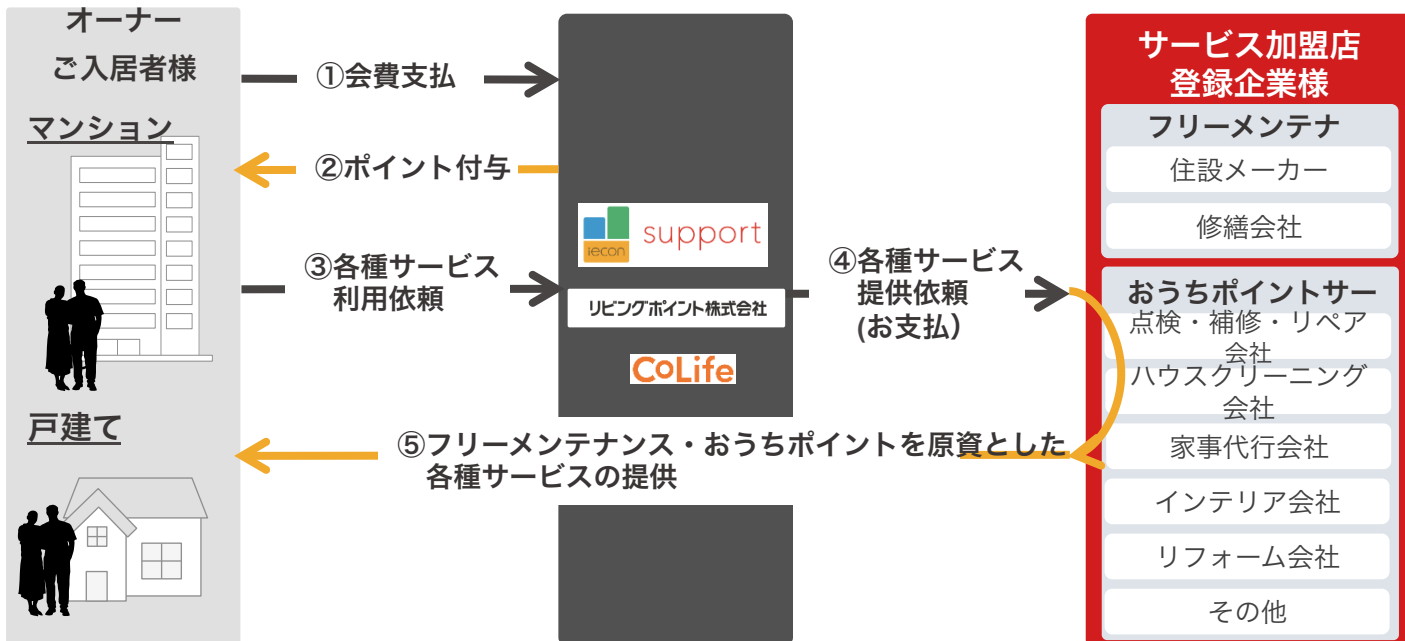 オーナー
ご入居者様
マンション
戸建て
①会費支払
②ポイント付与
③各種サービス
利用依頼
iecon
support
リビングポイント株式会社
CoLife
④各種サービス
提供依頼
(お支払）
⑤フリーメンテナンス・おうちポイントを原資とした
各種サービスの提供
サービス加盟店
登録企業様
フリーメンテナ
住設メーカー
修繕会社
おうちポイントサー
点検・補修・リペア
会社
ハウスクリーニング
会社
家事代行会社
インテリア会社
リフォーム会社
その他